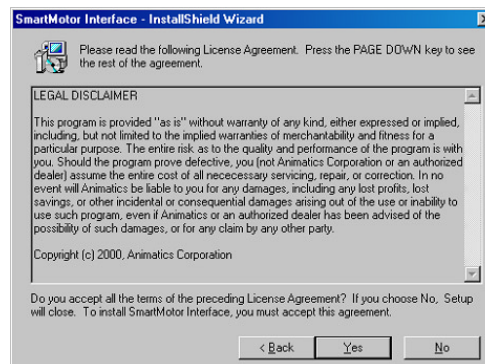 SmartMotor Interface - InstallShield Wizard
Please read the following License Agreement. Press the PAGE DOWN key to see
the rest of the agreement.
LEGAL DISCLAIMER
This program is provided "as is" without warranty of any kind, either expressed or implied,
including, but not limited to the implied warranties of merchantability and fitness for a
particular purpose. The entire risk as to the quality and performance of the program is with
you. Should the program prove defective, you (not Animatics Corporation or an authorized
dealer) assume the entire cost of all nececessary servicing, repair, or correction. In no
event will Animatics be liable to you for any damages, including any lost profits, lost
savings, or other incidental or consequential damages arising out of the use or inability to
use such program, even if Animatics or an authorized dealer has been advised of the
possibility of such damages, or for any claim by any other party.
Copyright (c) 2000, Animatics Corporation
Do you accept all the terms of the preceding License Agreement? If you choose No, Setup
will close. To install SmartMotor Interface, you must accept this agreement.
< Back Yes No